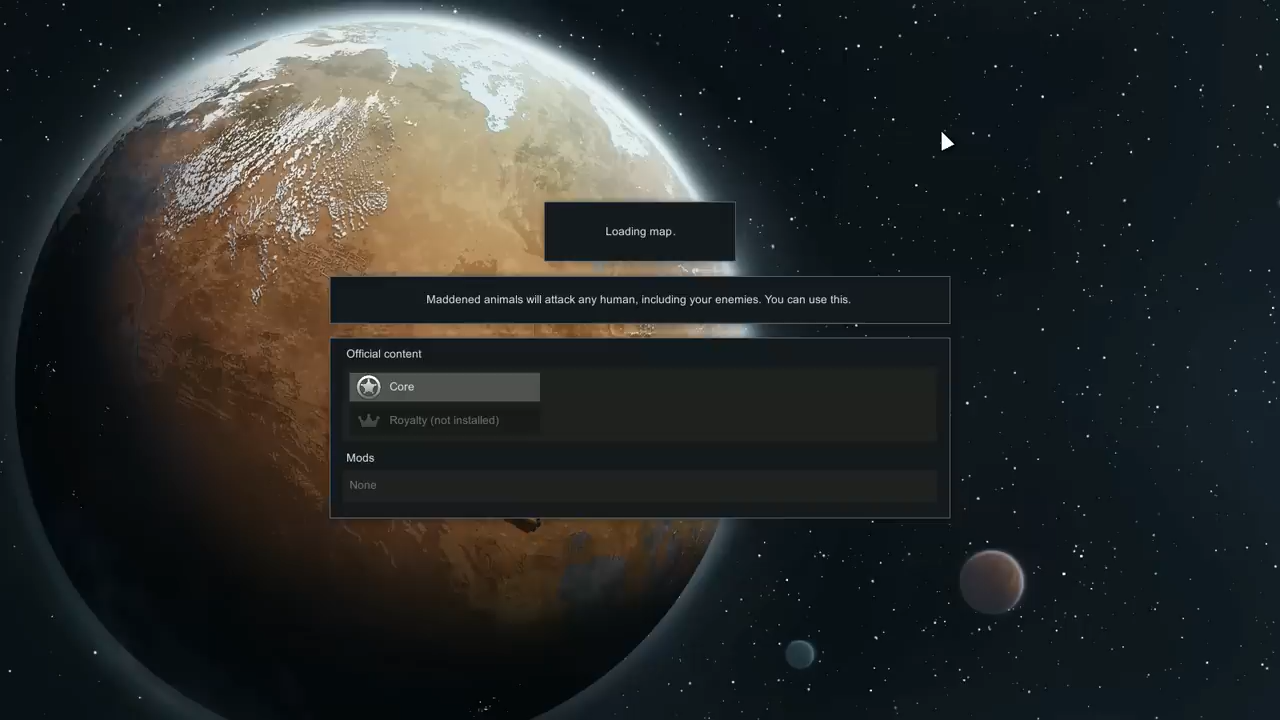 Loading map.
Maddened animals will attack any human, including your enemies. You can use this.
Official content
Core
Royalty (not installed)
Mods
None